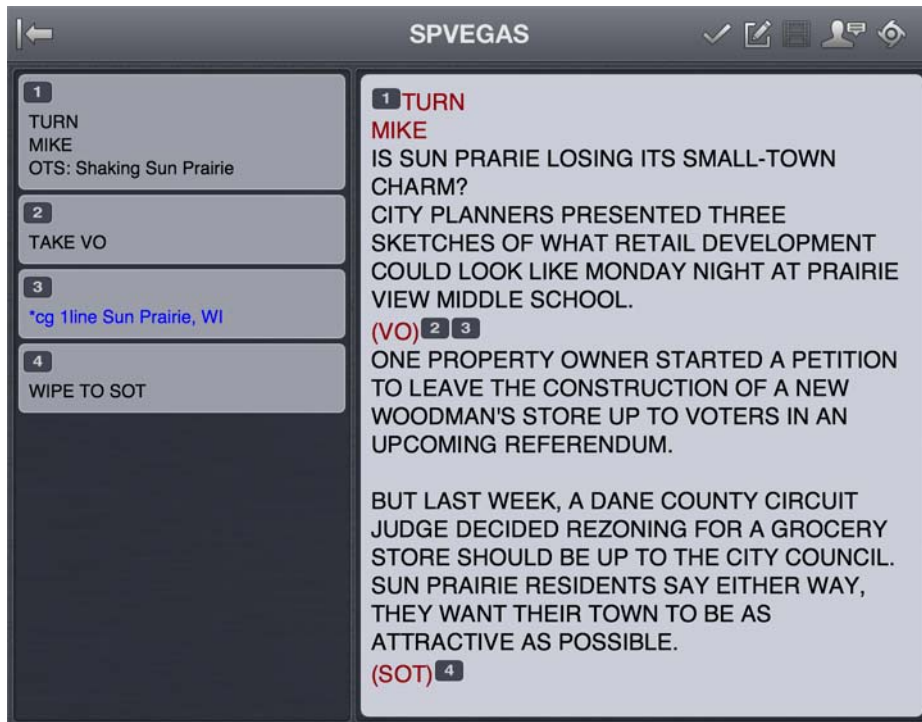 SPVEGAS
1
TURN
MIKE
OTS: Shaking Sun Prairie
2
TAKE VO
3
*cg 1line Sun Prairie, WI
4
WIPE TO SOT
1 TURN
MIKE
IS SUN PRARIE LOSING ITS SMALL-TOWN
CHARM?
CITY PLANNERS PRESENTED THREE
SKETCHES OF WHAT RETAIL DEVELOPMENT
COULD LOOK LIKE MONDAY NIGHT AT PRAIRIE
VIEW MIDDLE SCHOOL.
(VO) 2 3
ONE PROPERTY OWNER STARTED A PETITION
TO LEAVE THE CONSTRUCTION OF A NEW
WOODMAN'S STORE UP TO VOTERS IN AN
UPCOMING REFERENDUM.
BUT LAST WEEK, A DANE COUNTY CIRCUIT
JUDGE DECIDED REZONING FOR A GROCERY
STORE SHOULD BE UP TO THE CITY COUNCIL.
SUN PRAIRIE RESIDENTS SAY EITHER WAY,
THEY WANT THEIR TOWN TO BE AS
ATTRACTIVE AS POSSIBLE.
(SOT) 4